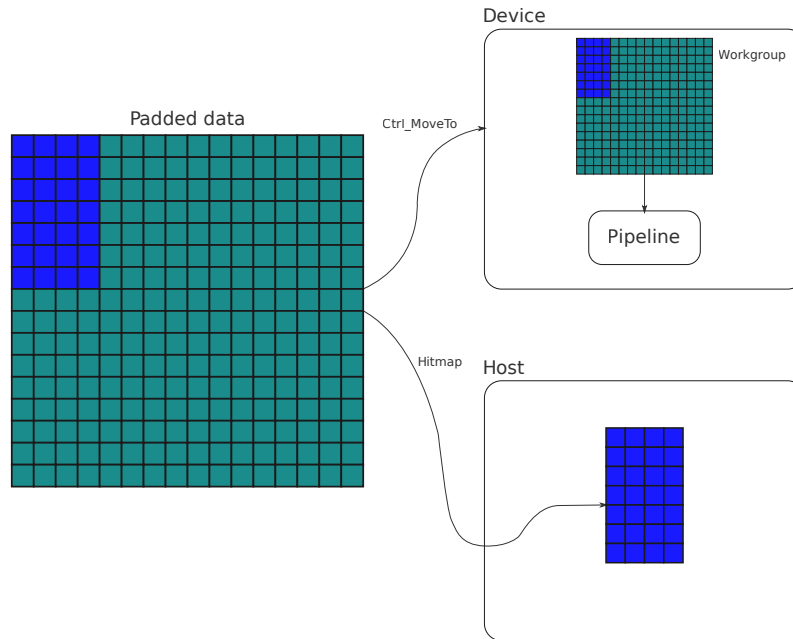 Device
Workgroup
Padded data
Ctrl_MoveTo
Pipeline
Hitmap
Host